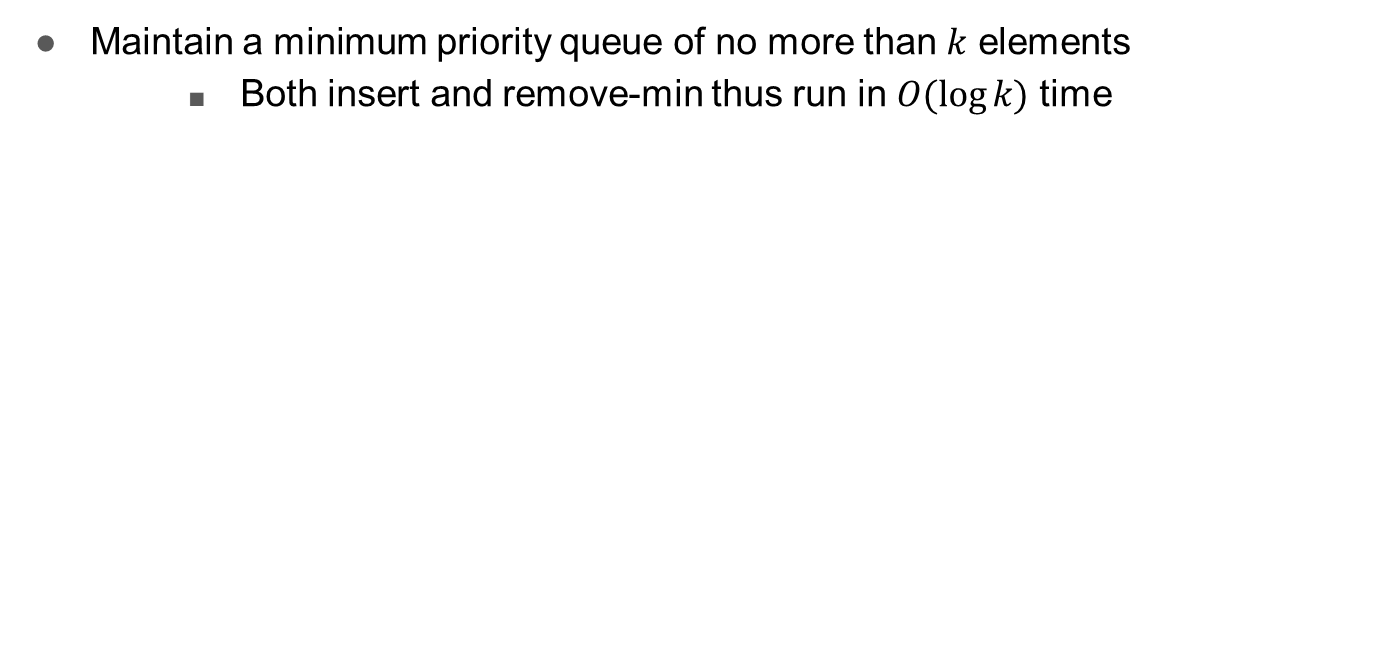 ● Maintain a minimum priority queue of no more than k elements
■ Both insert and remove-min thus run in O(log k) time